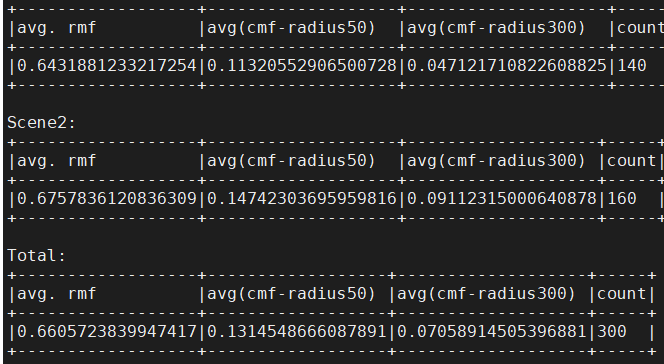 +------------------+-------------------+--------------------+-----
|avg. rmf          |avg(cmf-radius50)  |avg(cmf-radius300)  |count
+------------------+-------------------+--------------------+-----
|0.6431881233217254|0.11320552906500728|0.047121710822608825|140
+------------------+-------------------+--------------------+-----
Scene2:
+------------------+-------------------+-------------------+-----+
|avg. rmf          |avg(cmf-radius50)  |avg(cmf-radius300) |count|
+------------------+-------------------+-------------------+-----+
|0.6757836120836309|0.14742303695959816|0.09112315000640878|160  |
+------------------+-------------------+-------------------+-----+
Total:
+------------------+------------------+-------------------+-----+
|avg. rmf          |avg(cmf-radius50) |avg(cmf-radius300) |count|
+------------------+------------------+-------------------+-----+
|0.6605723839947417|0.1314548666087891|0.07058914505396881|300  |
+------------------+------------------+-------------------+-----+